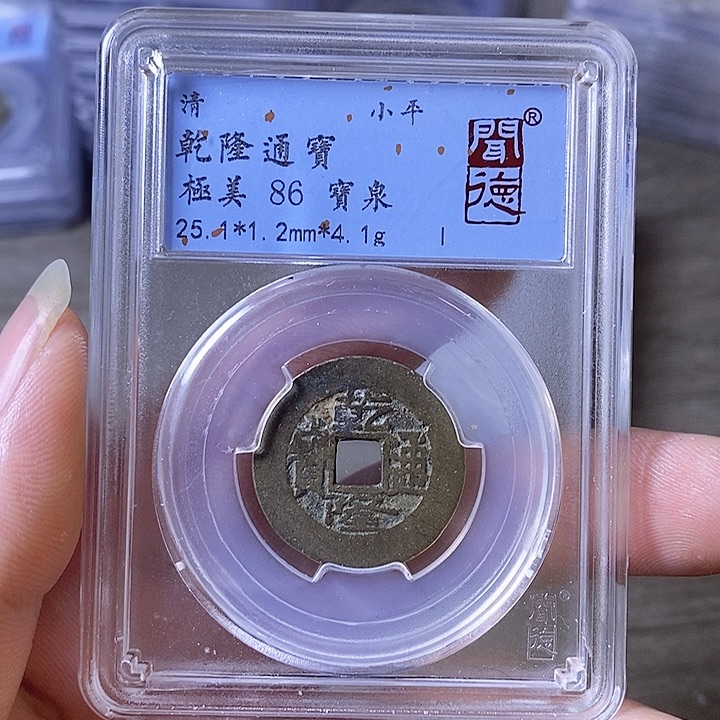 清 小平
乾隆通寶
極美 86 寶泉
25.1*1.2mm*4.1g
聞德®
乾隆通寶
聞德®